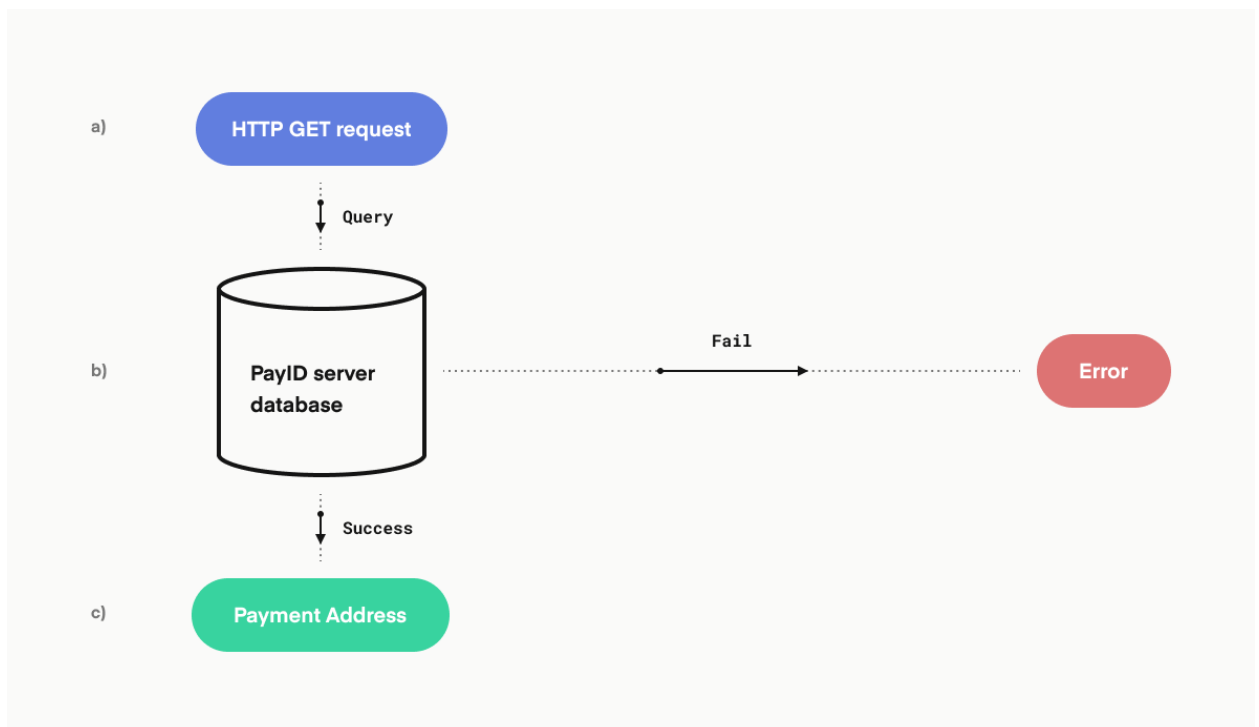 a)
HTTP GET request
Query
b)
PayID server
database
Fail
Error
Success
c)
Payment Address